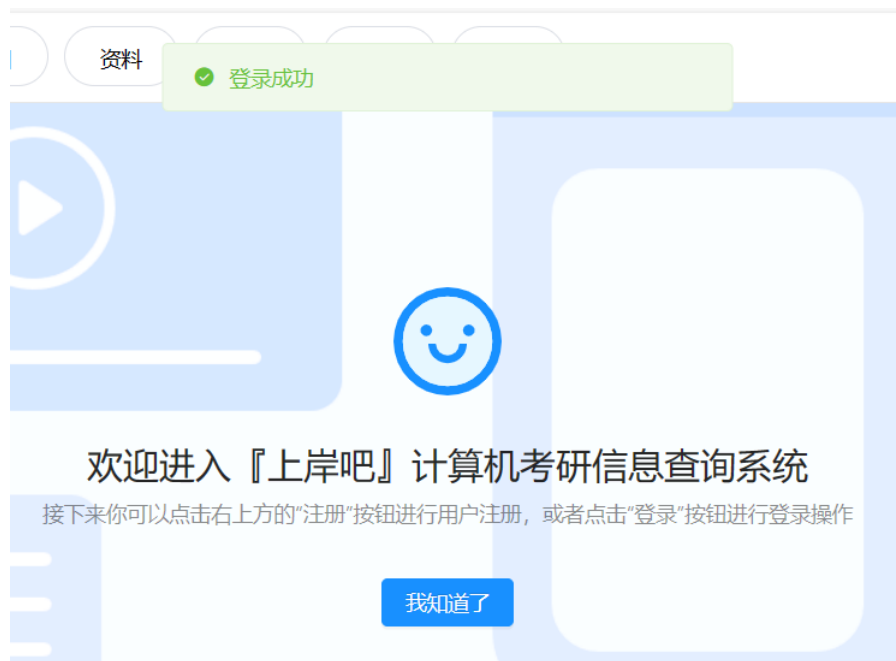 资料
登录成功
欢迎进入『上岸吧』计算机考研信息查询系统
接下来你可以点击右上方的“注册”按钮进行用户注册，或者点击“登录”按钮进行登录操作
我知道了